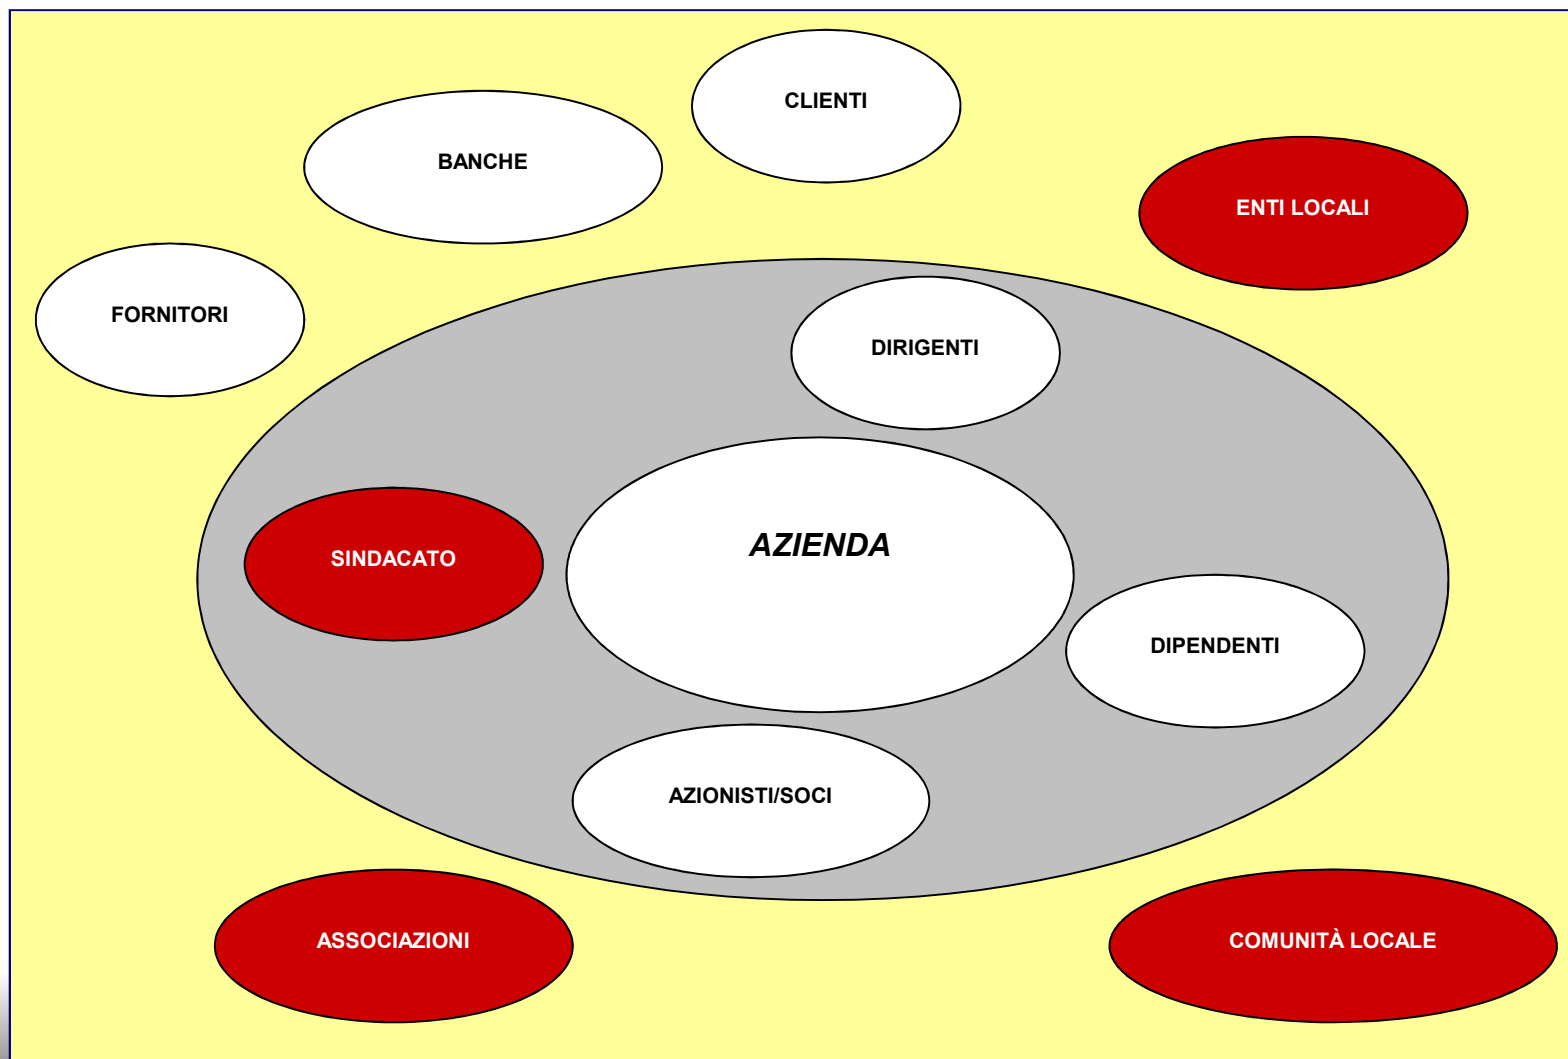 CLIENTI
BANCHE
ENTI LOCALI
FORNITORI
DIRIGENTI
AZIENDA
SINDACATO
DIPENDENTI
AZIONISTI/SOCI
ASSOCIAZIONI
COMUNITÀ LOCALE